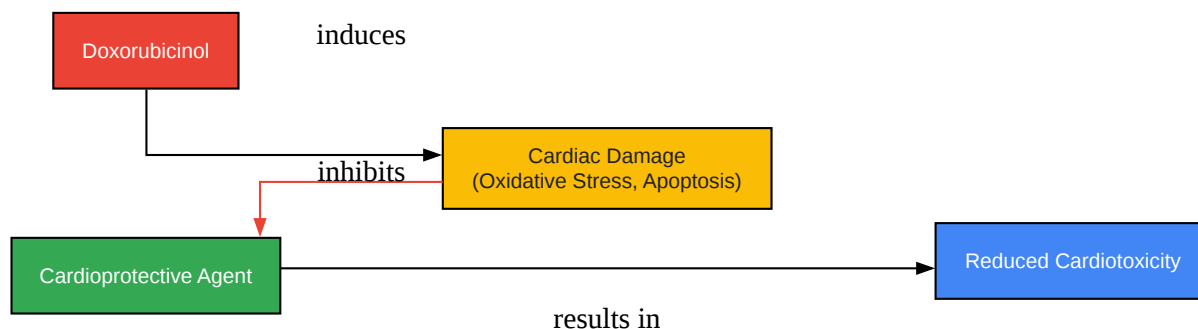 Doxorubicinol
induces
Cardiac Damage
(Oxidative Stress, Apoptosis)
inhibits
Cardioprotective Agent
Reduced Cardiotoxicity
results in